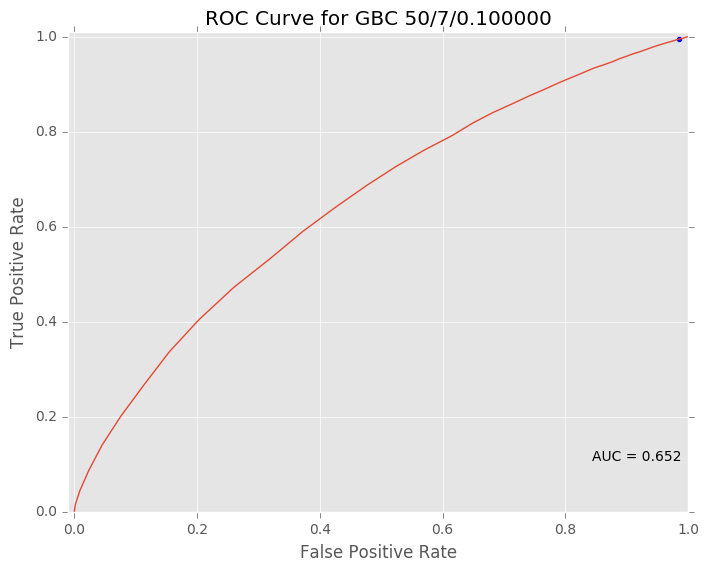 ROC Curve for GBC 50/7/0.100000
1.0
0.8
0.6
0.4
0.2
0.0
True Positive Rate
AUC = 0.652
0.0 0.2 0.4 0.6 0.8 1.0
False Positive Rate